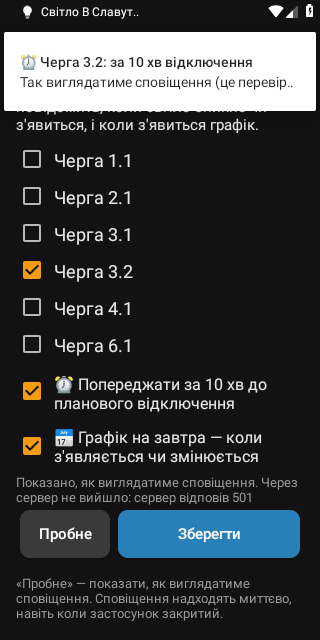 Світло В Славут..
Черга 3.2: за 10 хв відключення
Так виглядатиме сповіщення (це перевір..
з'явиться, і коли з'явиться графік.
Черга 1.1
Черга 2.1
Черга 3.1
Черга 3.2
Черга 4.1
Черга 6.1
Попереджати за 10 хв до
планового відключення
Графік на завтра — коли
з'являється чи змінюється
Показано, як виглядатиме сповіщення. Через
сервер не вийшло: сервер відповів 501
Пробне
Зберегти
«Пробне» — показати, як виглядатиме
сповіщення. Сповіщення надходять миттєво,
навіть коли застосунок закритий.